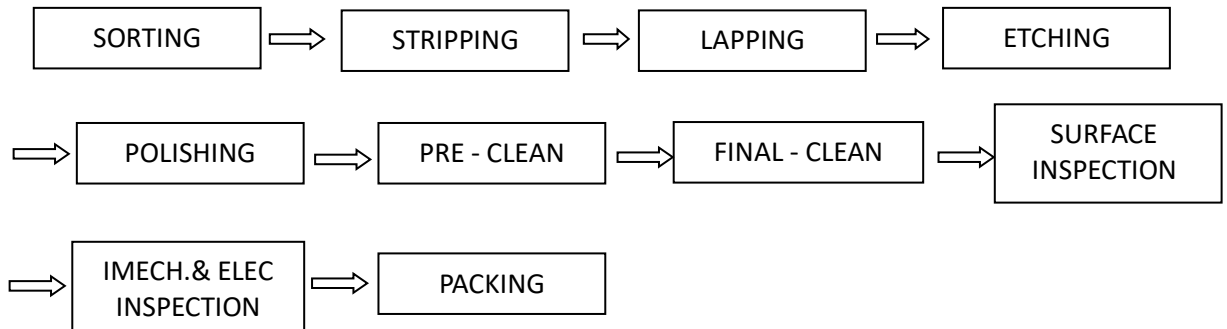 SORTING
STRIPPING
LAPPING
ETCHING
POLISHING
PRE - CLEAN
FINAL - CLEAN
SURFACE
INSPECTION
IMECH.& ELEC
INSPECTION
PACKING